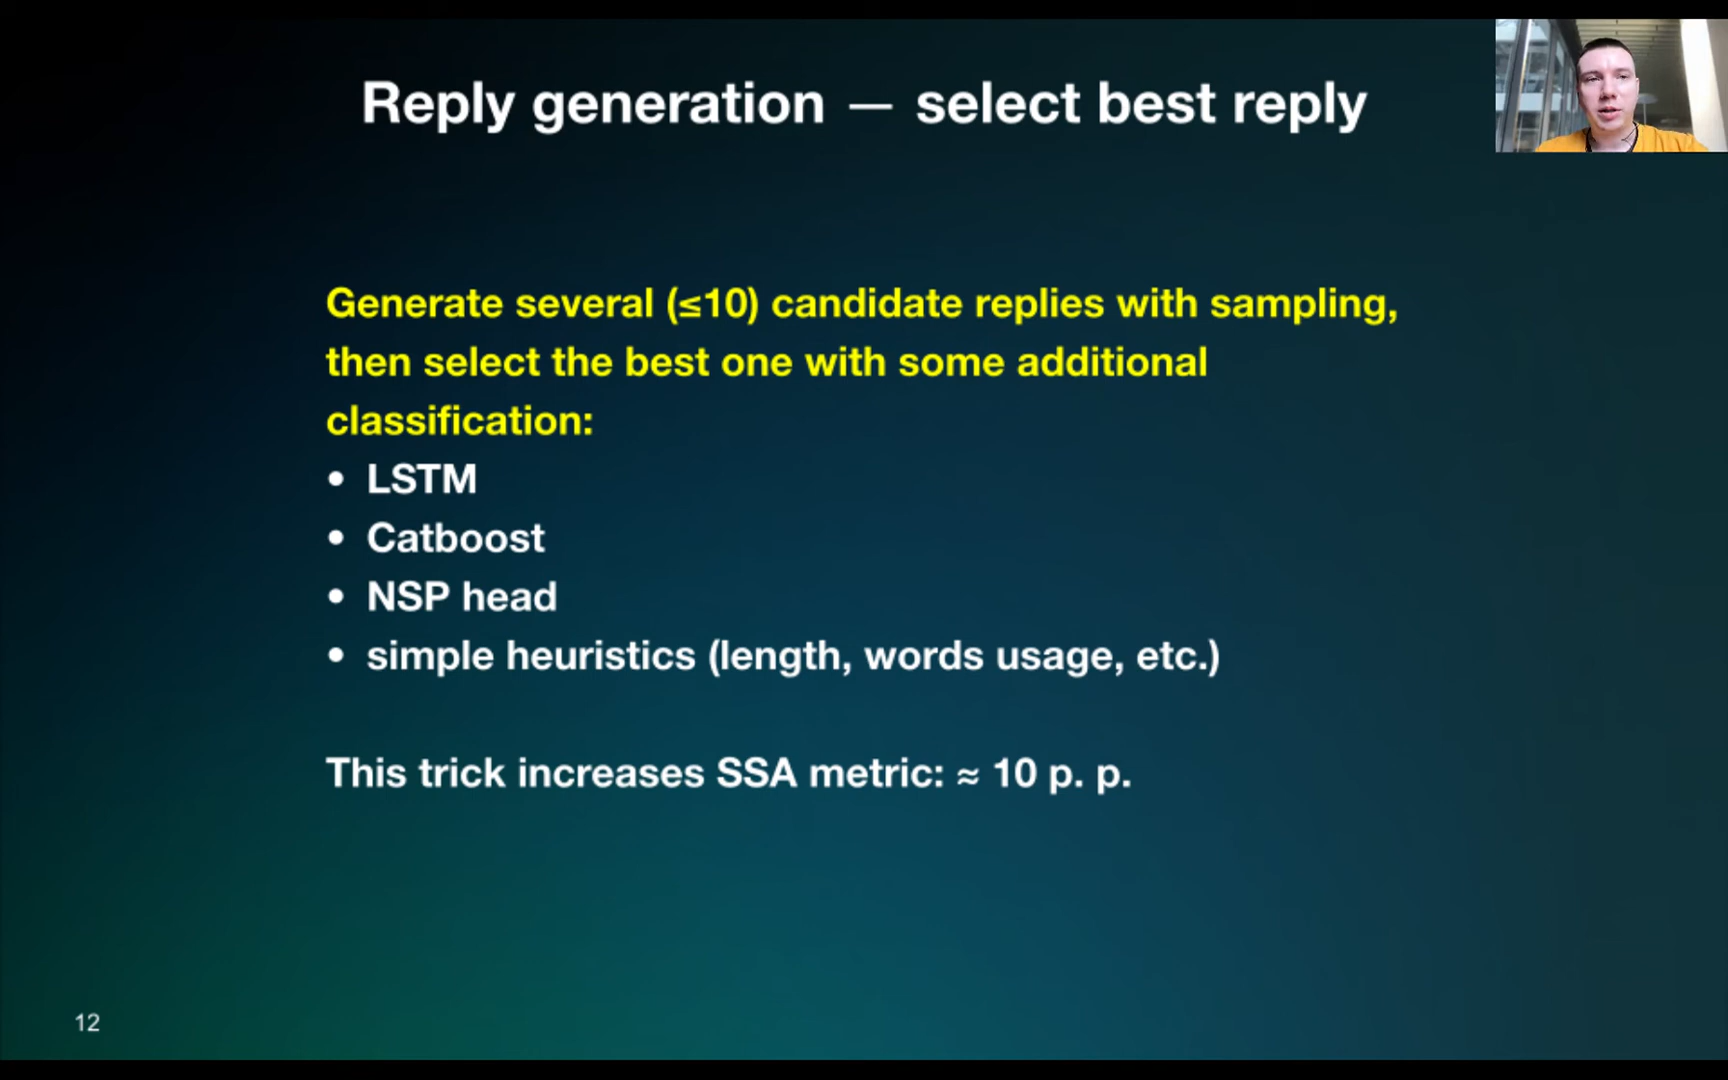 Reply generation — select best reply
Generate several (≤10) candidate replies with sampling,
then select the best one with some additional
classification:
• LSTM
• Catboost
• NSP head
• simple heuristics (length, words usage, etc.)
This trick increases SSA metric: ≈ 10 p. p.
12